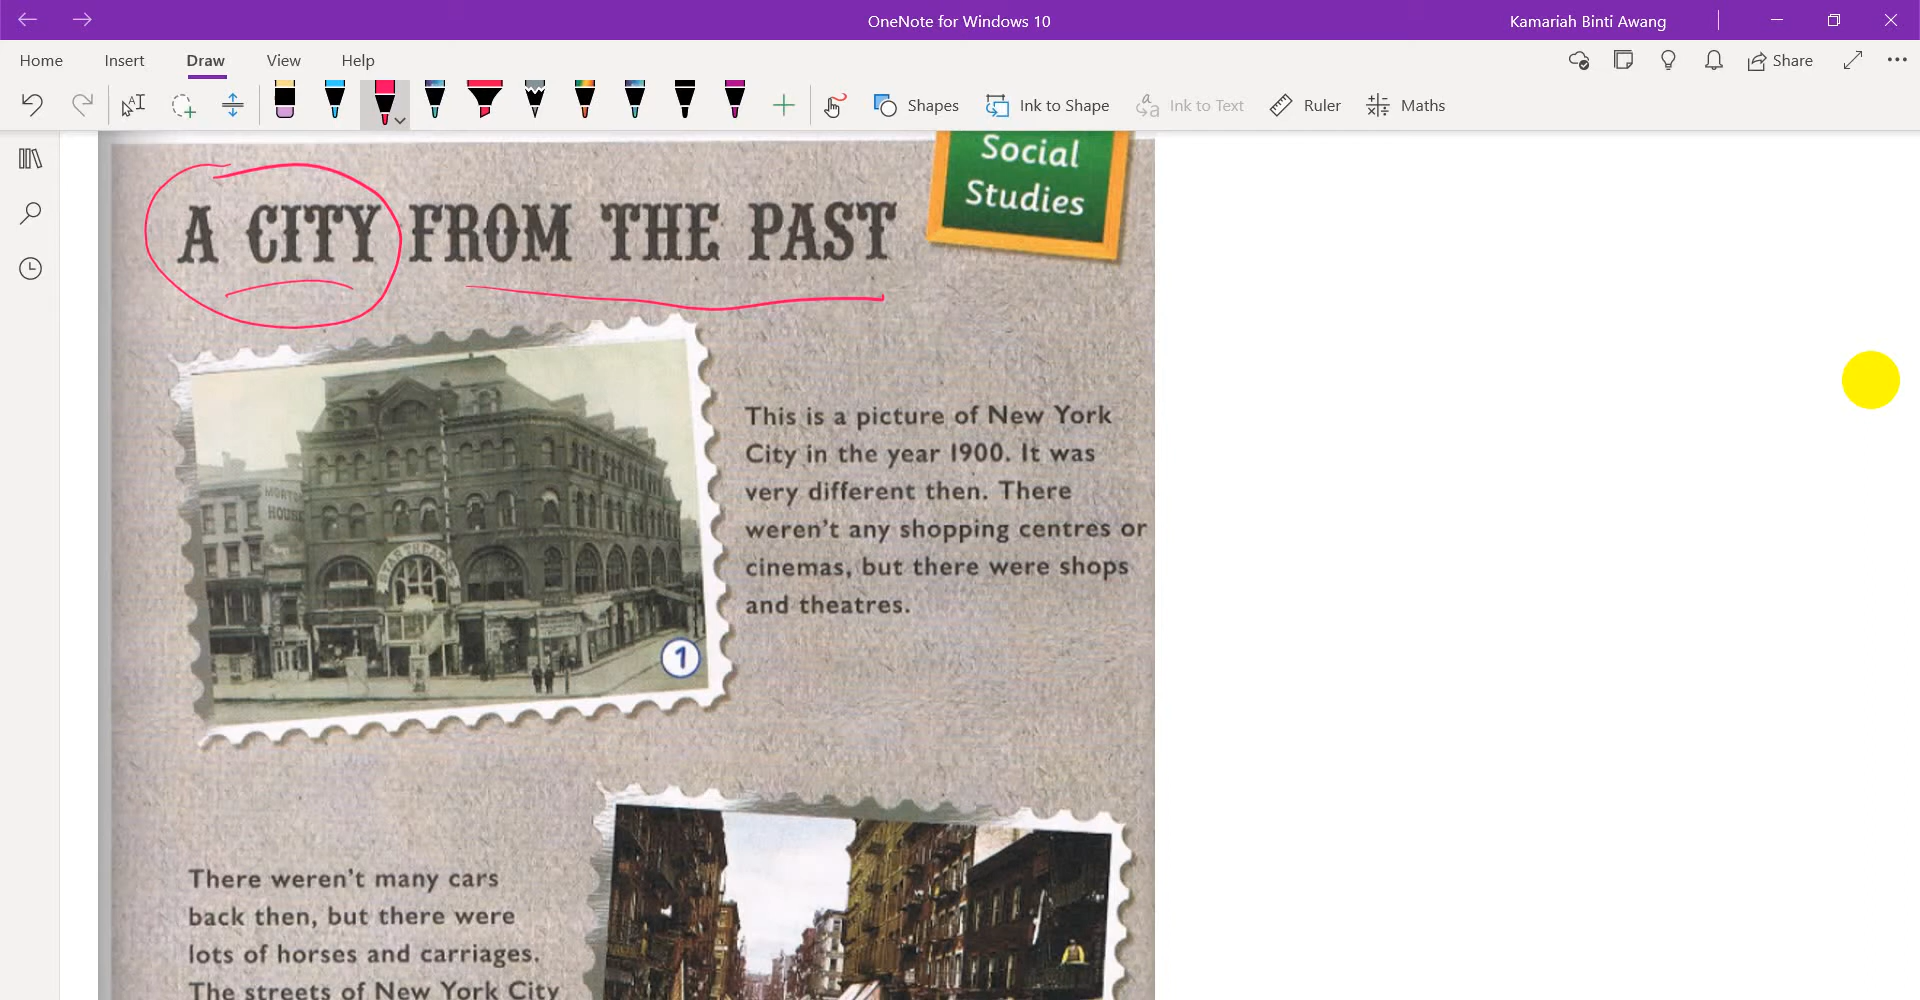 OneNote for Windows 10
Kamariah Binti Awang
Home Insert Draw View Help
Share
Shapes Ink to Shape Ink to Text Ruler Maths
Social
Studies
A CITY FROM THE PAST
MORTO
HOUSE
STAR THEATRE
1
This is a picture of New York
City in the year 1900. It was
very different then. There
weren't any shopping centres or
cinemas, but there were shops
and theatres.
There weren't many cars
back then, but there were
lots of horses and carriages.
The streets of New York City